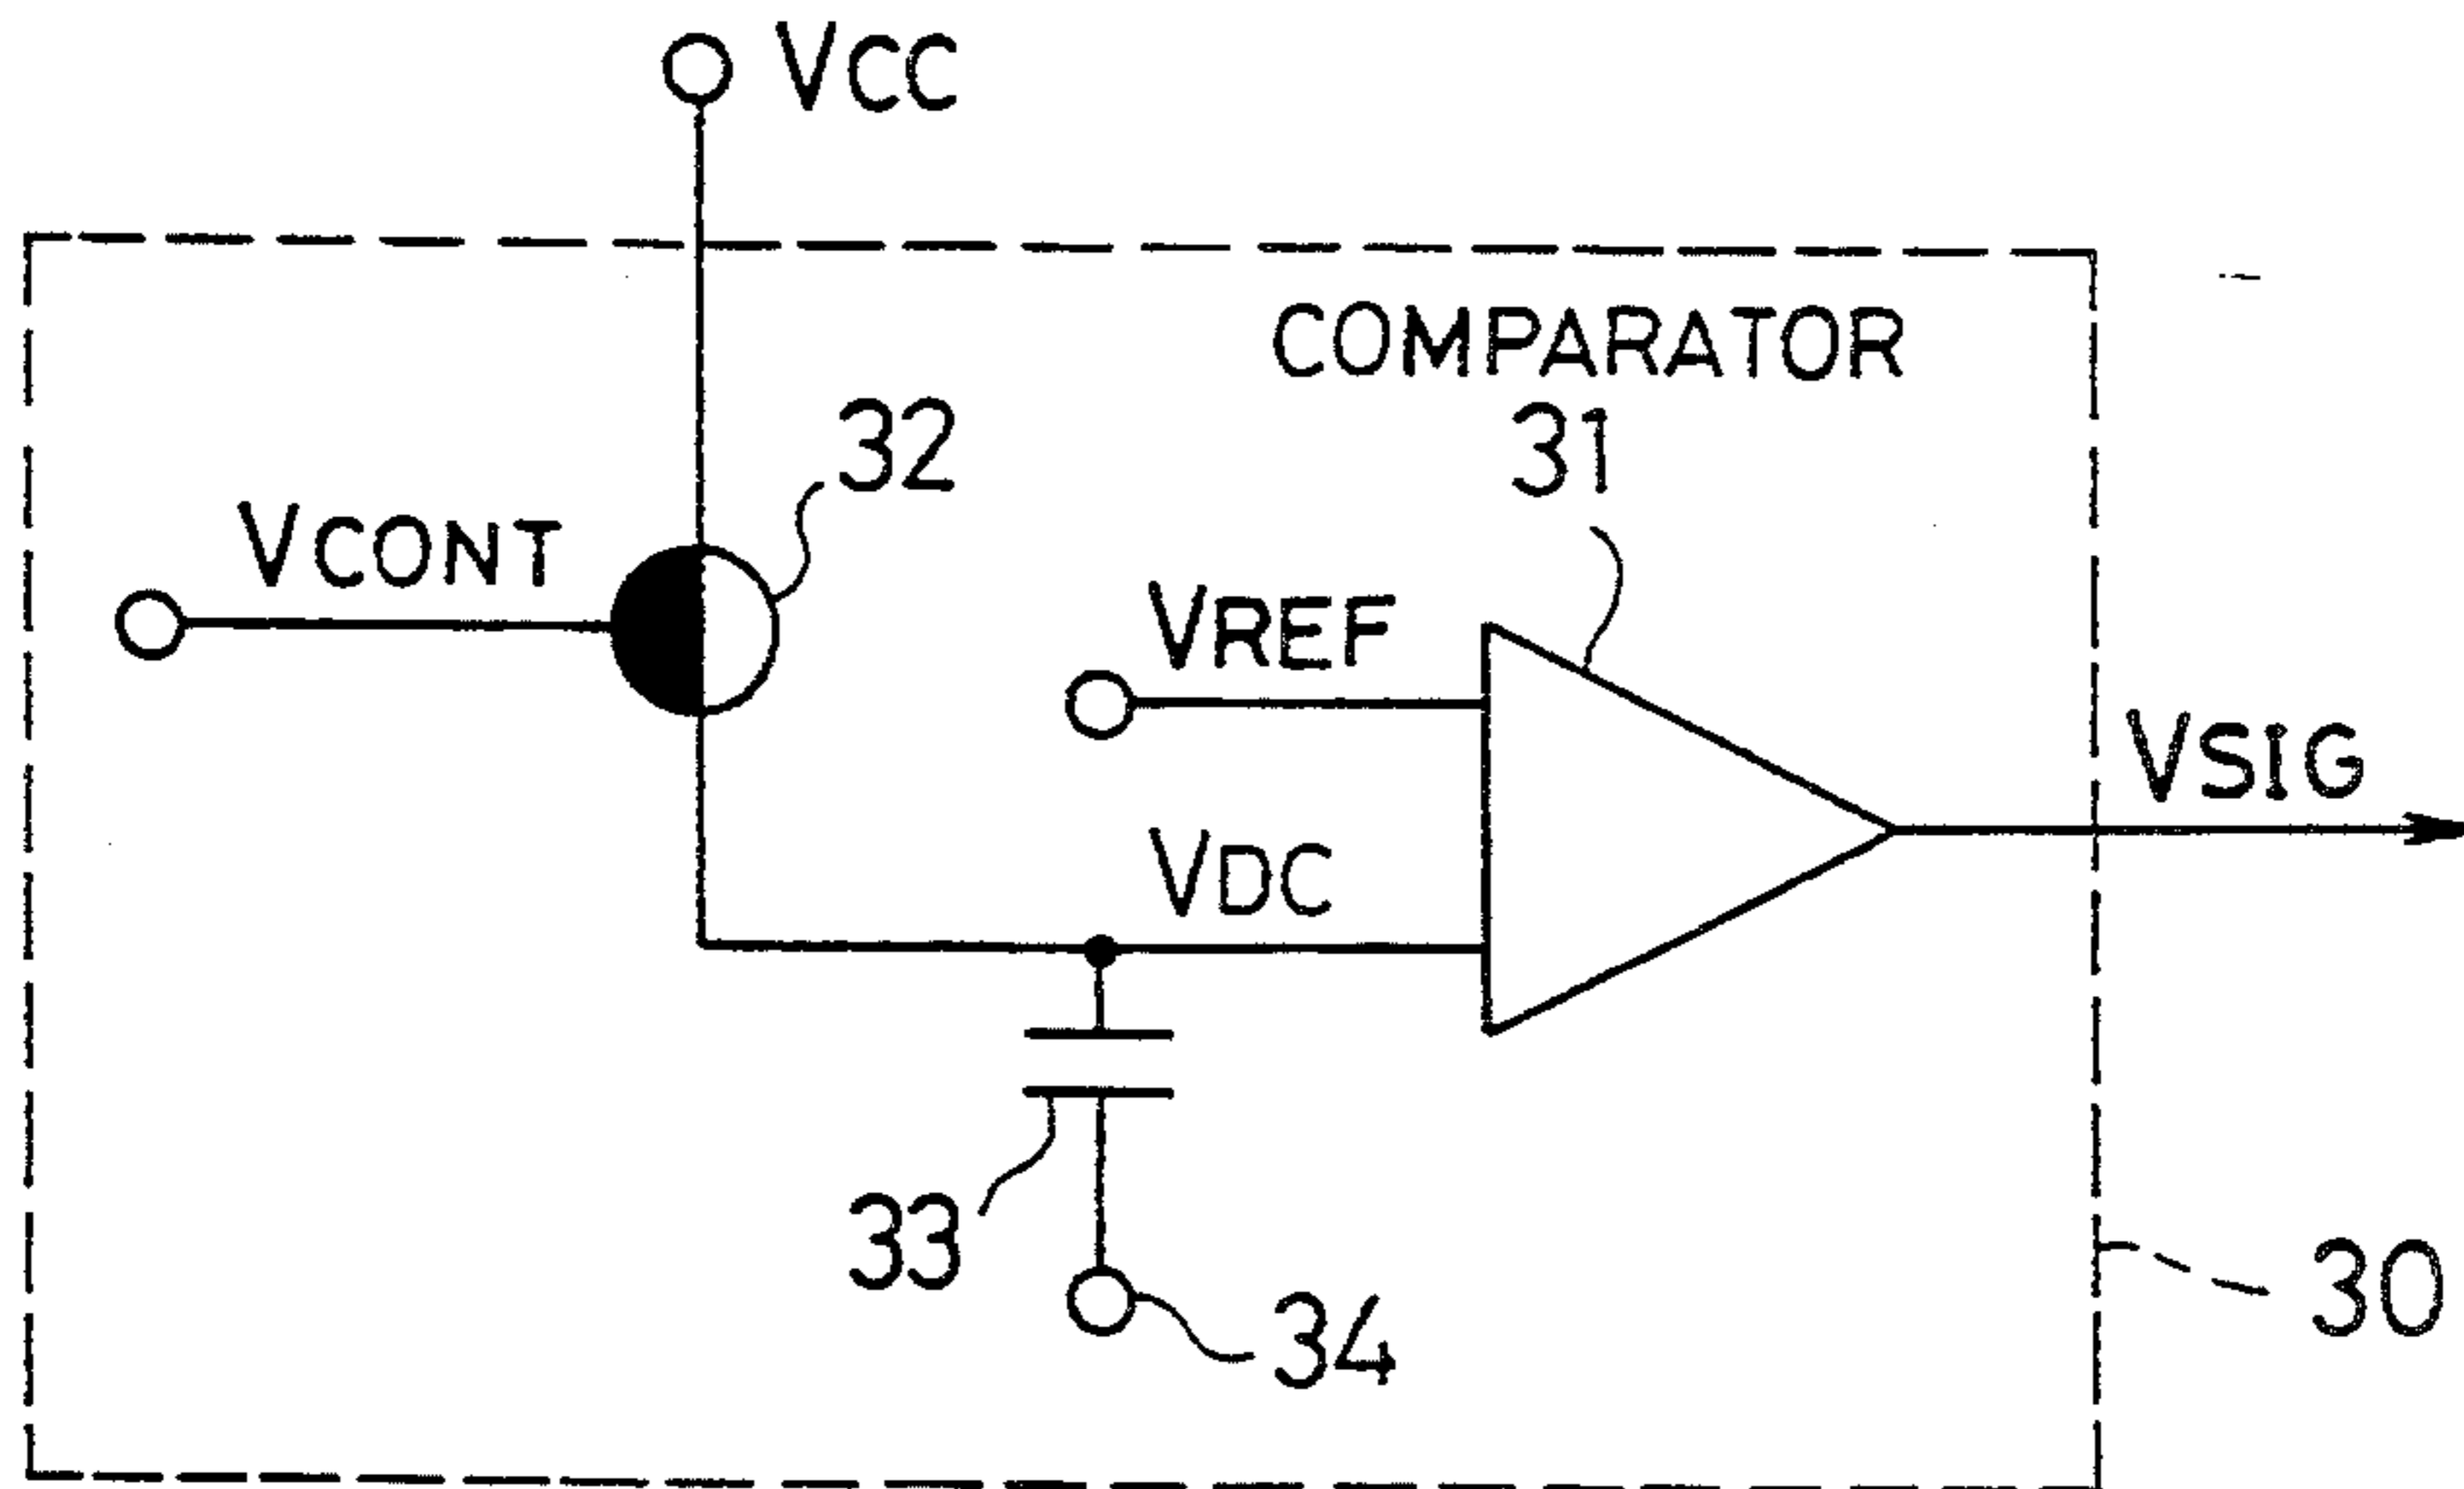 VCC
COMPARATOR
31
32
VCONT
VREF
VSIG
VDC
33
34
30